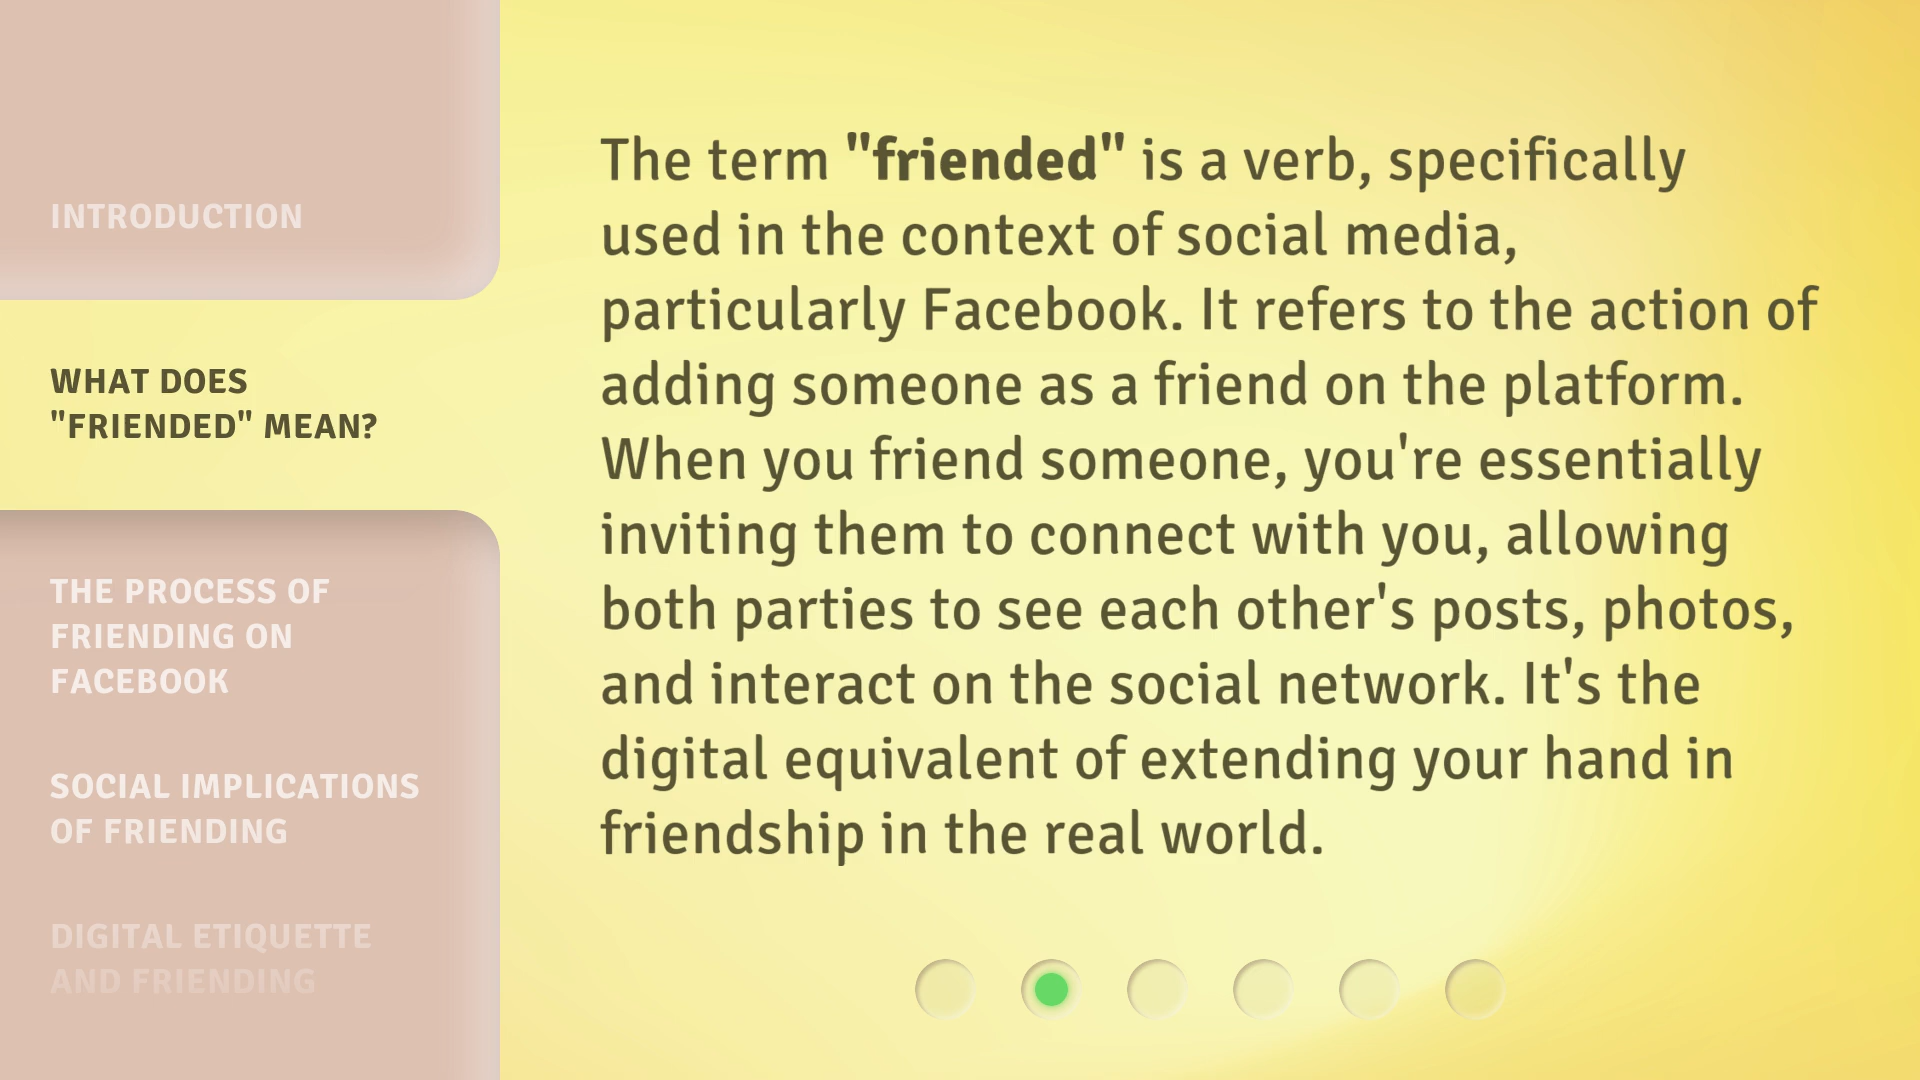 INTRODUCTION
WHAT DOES
"FRIENDED" MEAN?
THE PROCESS OF
FRIENDING ON
FACEBOOK
SOCIAL IMPLICATIONS
OF FRIENDING
DIGITAL ETIQUETTE
AND FRIENDING
The term "friended" is a verb, specifically
used in the context of social media,
particularly Facebook. It refers to the action of
adding someone as a friend on the platform.
When you friend someone, you're essentially
inviting them to connect with you, allowing
both parties to see each other's posts, photos,
and interact on the social network. It's the
digital equivalent of extending your hand in
friendship in the real world.